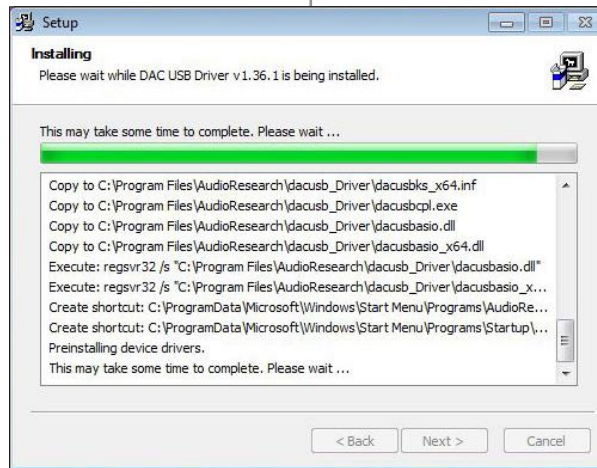 Setup
Installing
Please wait while DAC USB Driver v1.36.1 is being installed.
This may take some time to complete. Please wait ...
Copy to C:\Program Files\AudioResearch\dacusb_Driver\dacusbks_x64.inf
Copy to C:\Program Files\AudioResearch\dacusb_Driver\dacusbcpl.exe
Copy to C:\Program Files\AudioResearch\dacusb_Driver\dacusbasio.dll
Copy to C:\Program Files\AudioResearch\dacusb_Driver\dacusbasio_x64.dll
Execute: regsvr32 /s "C:\Program Files\AudioResearch\dacusb_Driver\dacusbasio.dll"
Execute: regsvr32 /s "C:\Program Files\AudioResearch\dacusb_Driver\dacusbasio_x...
Create shortcut: C:\ProgramData\Microsoft\Windows\Start Menu\Programs\AudioRe...
Create shortcut: C:\ProgramData\Microsoft\Windows\Start Menu\Programs\Startup\...
Preinstalling device drivers.
This may take some time to complete. Please wait ...
< Back Next > Cancel